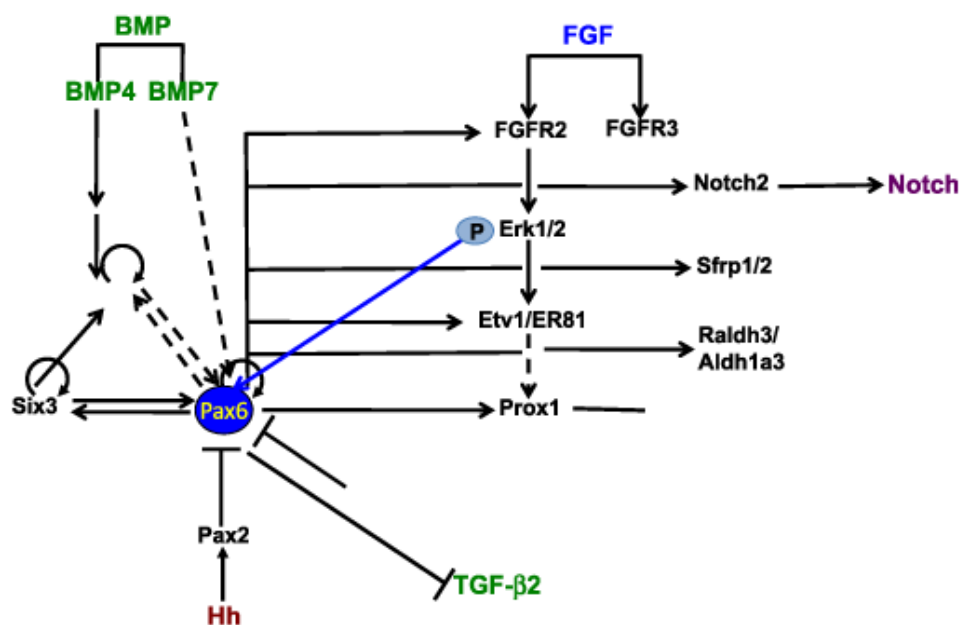 BMP
FGF
BMP4 BMP7
FGFR2
FGFR3
Notch2
Notch
P
Erk1/2
Sfrp1/2
Etv1/ER81
Raldh3/
Aldh1a3
Six3
Pax6
Prox1
Pax2
TGF-β2
Hh